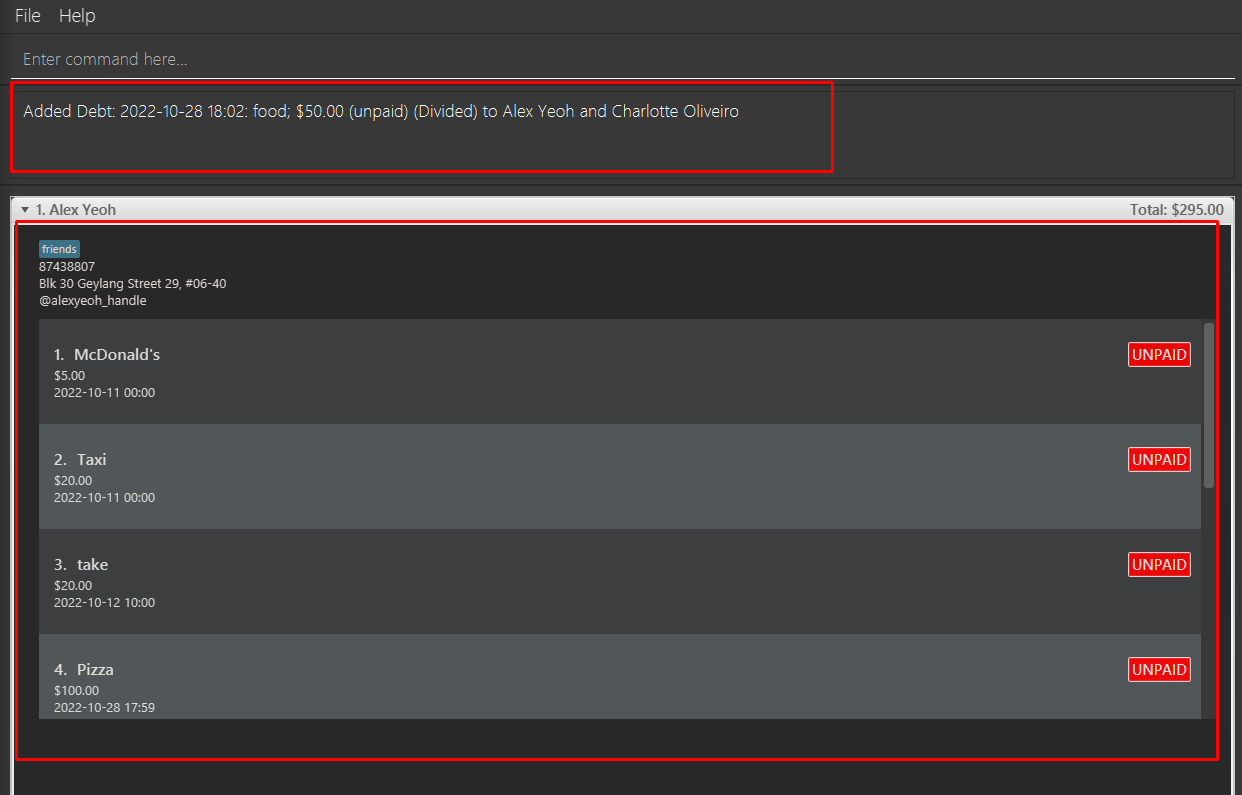 File Help
Enter command here...
Added Debt: 2022-10-28 18:02: food; $50.00 (unpaid) (Divided) to Alex Yeoh and Charlotte Oliveiro
1. Alex Yeoh Total: $295.00
friends
87438807
Blk 30 Geylang Street 29, #06-40
@alexyeoh_handle
1. McDonald's UNPAID
$5.00
2022-10-11 00:00
2. Taxi UNPAID
$20.00
2022-10-11 00:00
3. take UNPAID
$20.00
2022-10-12 10:00
4. Pizza UNPAID
$100.00
2022-10-28 17:59